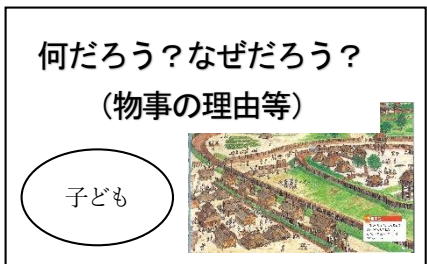 何だろう？なぜだろう？
（物事の理由等）
子ども